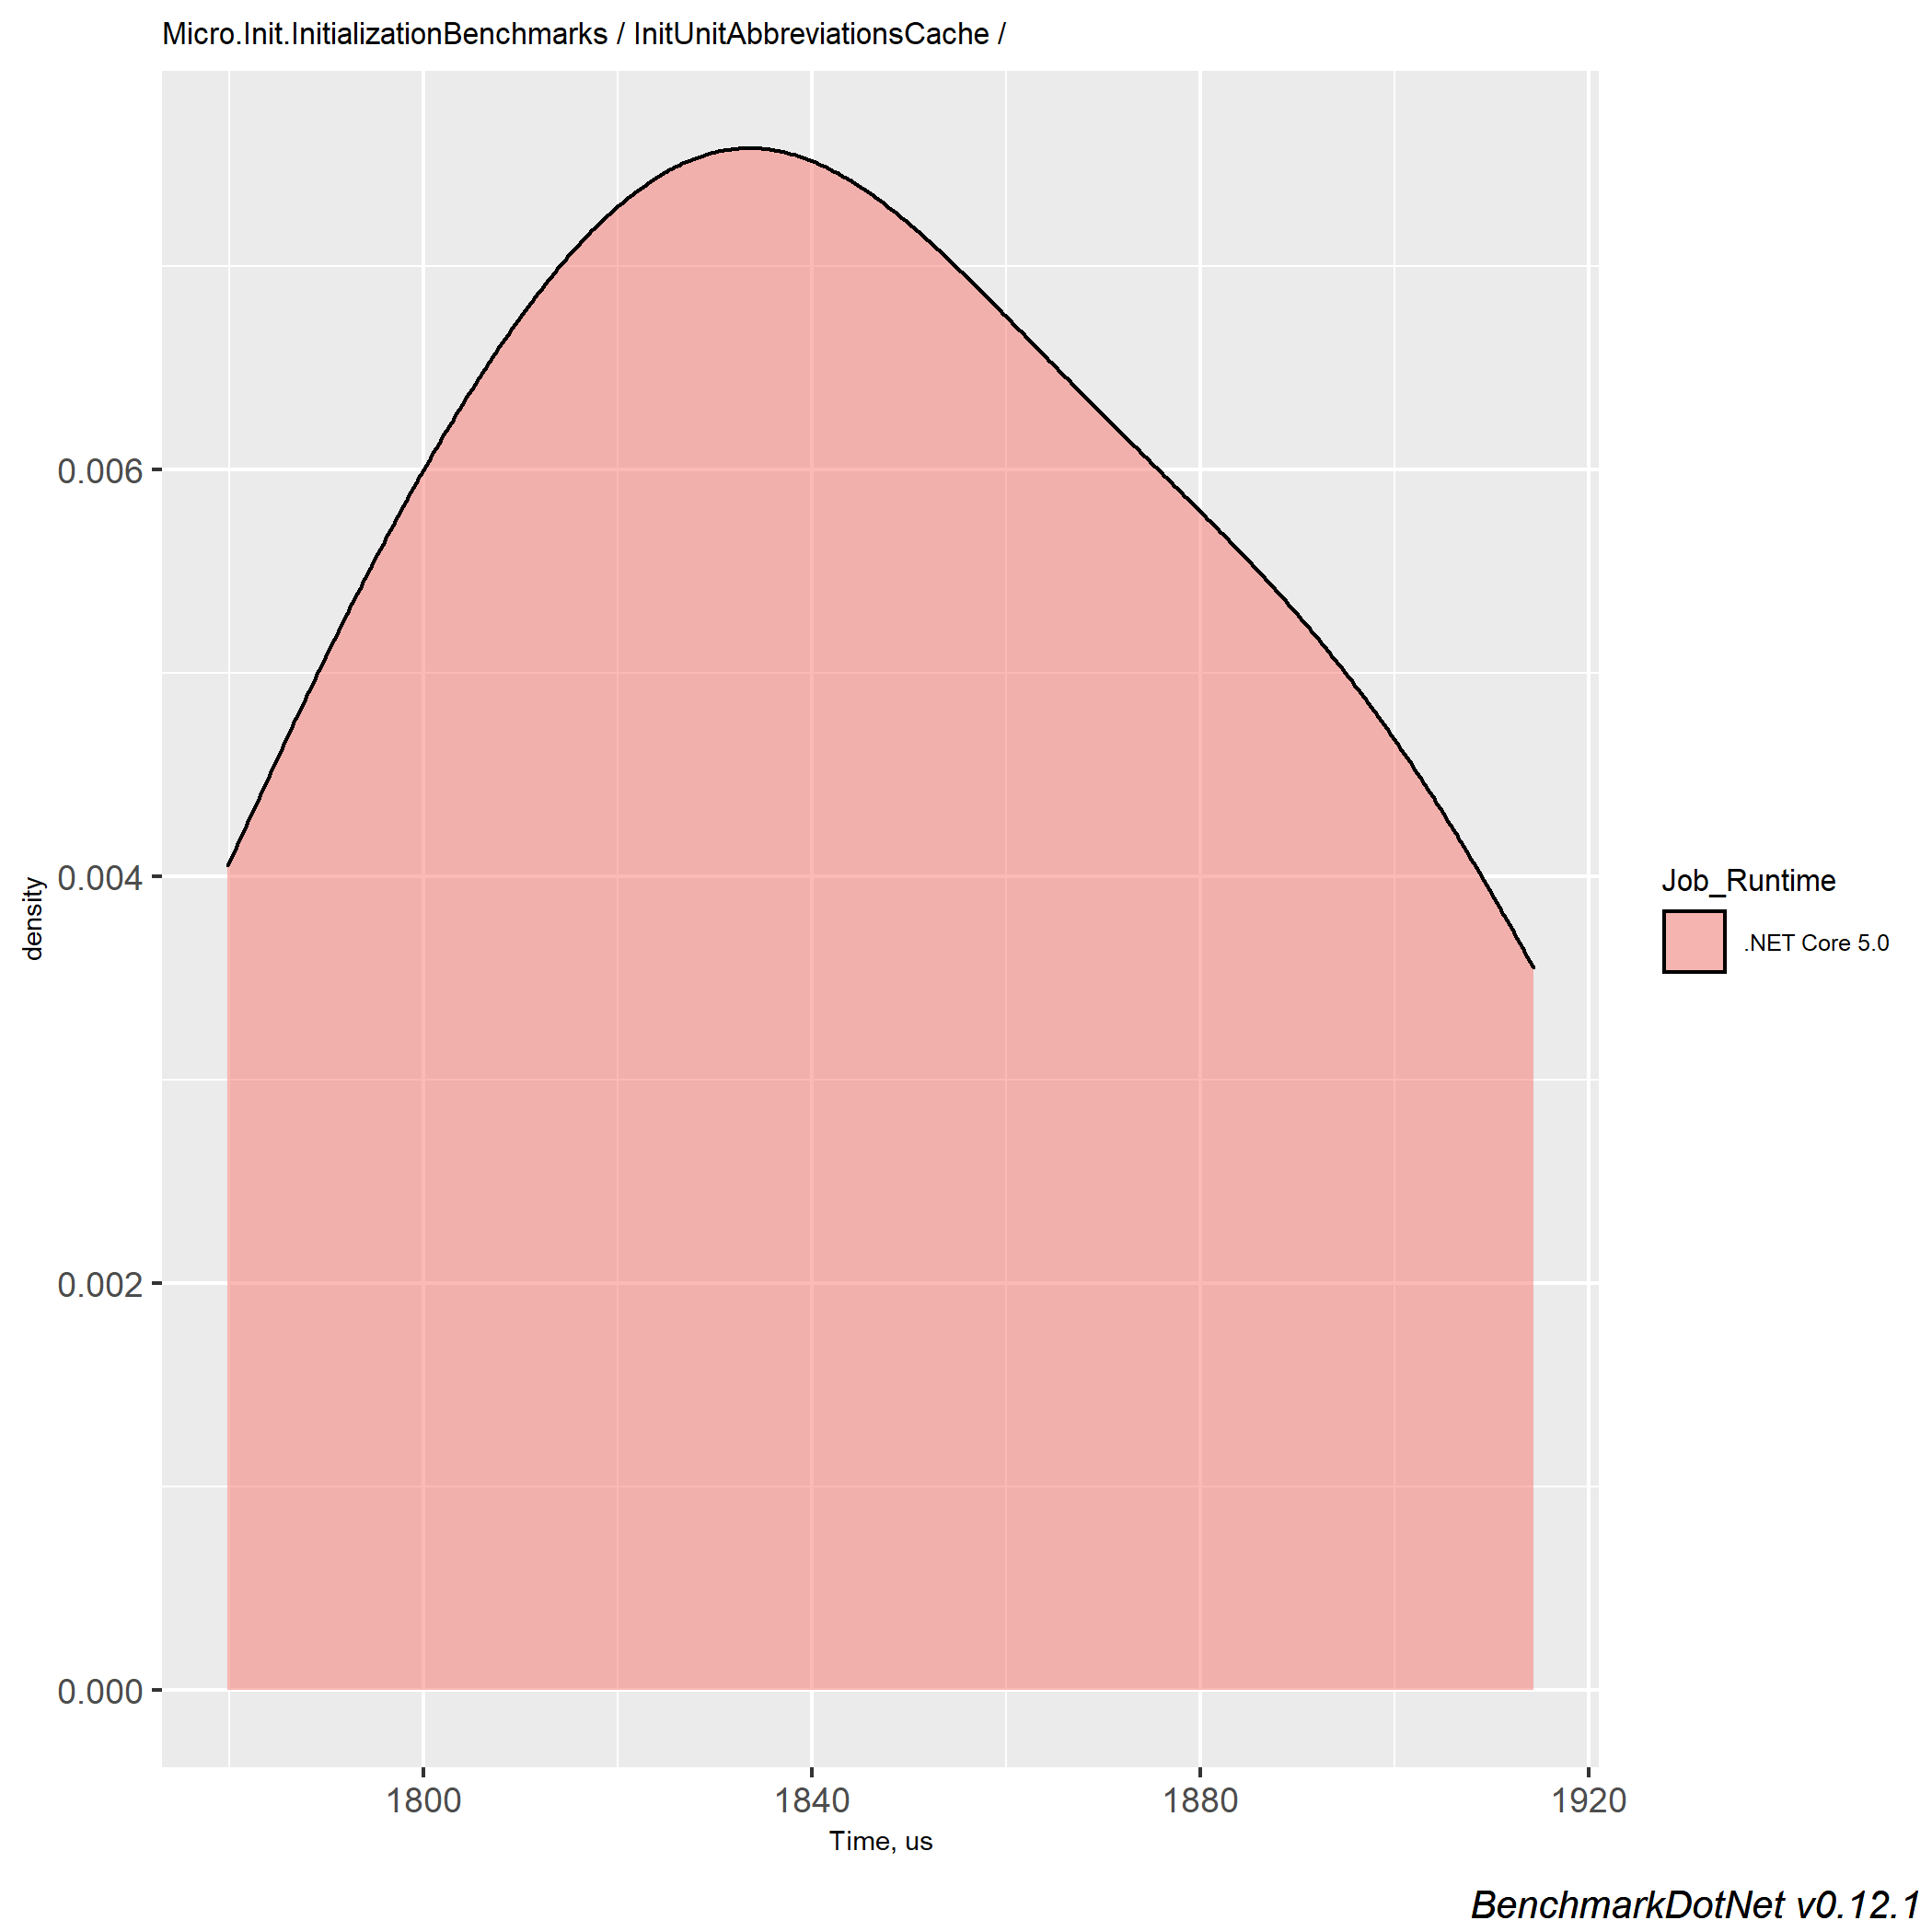 Micro.Init.InitializationBenchmarks / InitUnitAbbreviationsCache /
0.006
0.004
0.002
0.000
density
1800 1840 1880 1920
Time, us
Job_Runtime
.NET Core 5.0
BenchmarkDotNet v0.12.1